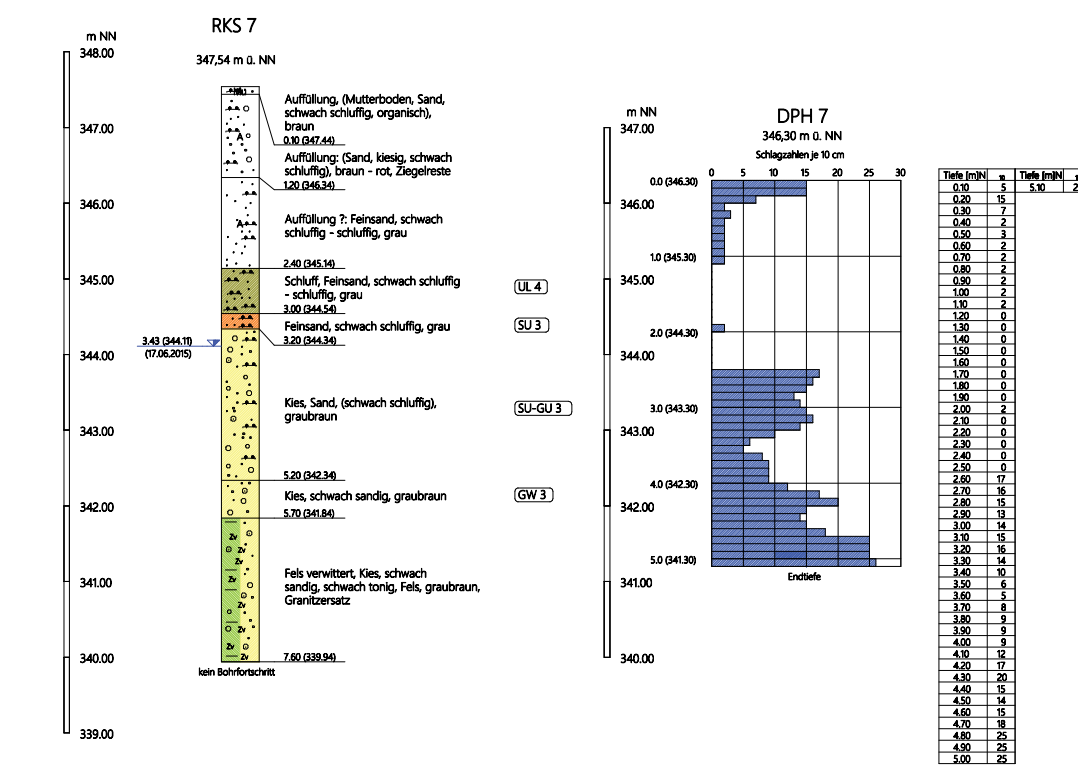 RKS 7
m NN
347,54 m ü. NN
348.00
347.00
346.00
345.00
344.00
343.00
342.00
341.00
340.00
339.00
Auffüllung, (Mutterboden, Sand,
schwach schluffig, organisch),
braun
0.10 (347.44)
A
Auffüllung: (Sand, kiesig, schwach
schluffig), braun - rot, Ziegelreste
1.20 (346.34)
A
Auffüllung ?: Feinsand, schwach
schluffig - schluffig, grau
2.40 (345.14)
Schluff, Feinsand, schwach schluffig
- schluffig, grau
3.00 (344.54)
UL 4
Feinsand, schwach schluffig, grau
3.20 (344.34)
SU 3
3.43 (344.11)
(17.06.2015)
Kies, Sand, (schwach schluffig),
graubraun
5.20 (342.34)
SU-GU 3
Kies, schwach sandig, graubraun
5.70 (341.84)
GW 3
Zv
Zv
Zv
Zv
Zv
Zv
Zv
Zv
Fels verwittert, Kies, schwach
sandig, schwach tonig, Fels, graubraun,
Granitzersatz
7.60 (339.94)
kein Bohrfortschritt
DPH 7
m NN
346,30 m ü. NN
Schlagzahlen je 10 cm
347.00
346.00
345.00
344.00
343.00
342.00
341.00
340.00
0 5 10 15 20 25 30
0.0 (346.30)
1.0 (345.30)
2.0 (344.30)
3.0 (343.30)
4.0 (342.30)
5.0 (341.30)
Endtiefe
Tiefe [m] N 10 Tiefe [m] N 1
0.10 5 5.10 2
0.20 15
0.30 7
0.40 2
0.50 3
0.60 2
0.70 2
0.80 2
0.90 2
1.00 2
1.10 2
1.20 0
1.30 0
1.40 0
1.50 0
1.60 0
1.70 0
1.80 0
1.90 0
2.00 2
2.10 0
2.20 0
2.30 0
2.40 0
2.50 0
2.60 17
2.70 16
2.80 15
2.90 13
3.00 14
3.10 15
3.20 16
3.30 14
3.40 10
3.50 6
3.60 5
3.70 8
3.80 9
3.90 9
4.00 9
4.10 12
4.20 17
4.30 20
4.40 15
4.50 14
4.60 15
4.70 18
4.80 25
4.90 25
5.00 25